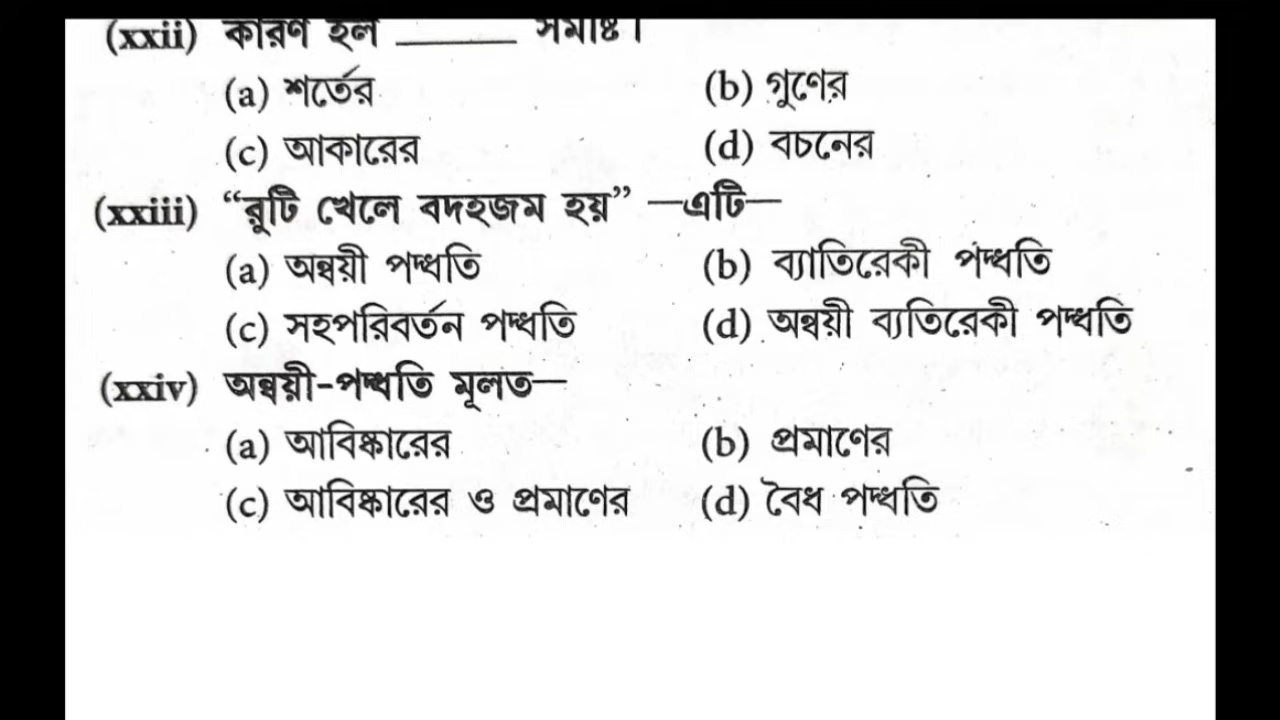 (xxii) কারণ হল ______ সমষ্টি।
(a) শর্তের (b) গুণের
(c) আকারের (d) বচনের
(xxiii) “রুটি খেলে বদহজম হয়” —এটি—
(a) অন্বয়ী পদ্ধতি (b) ব্যাতিরেকী পদ্ধতি
(c) সহপরিবর্তন পদ্ধতি (d) অন্বয়ী ব্যতিরেকী পদ্ধতি
(xxiv) অন্বয়ী-পদ্ধতি মূলত—
(a) আবিষ্কারের (b) প্রমাণের
(c) আবিষ্কারের ও প্রমাণের (d) বৈধ পদ্ধতি